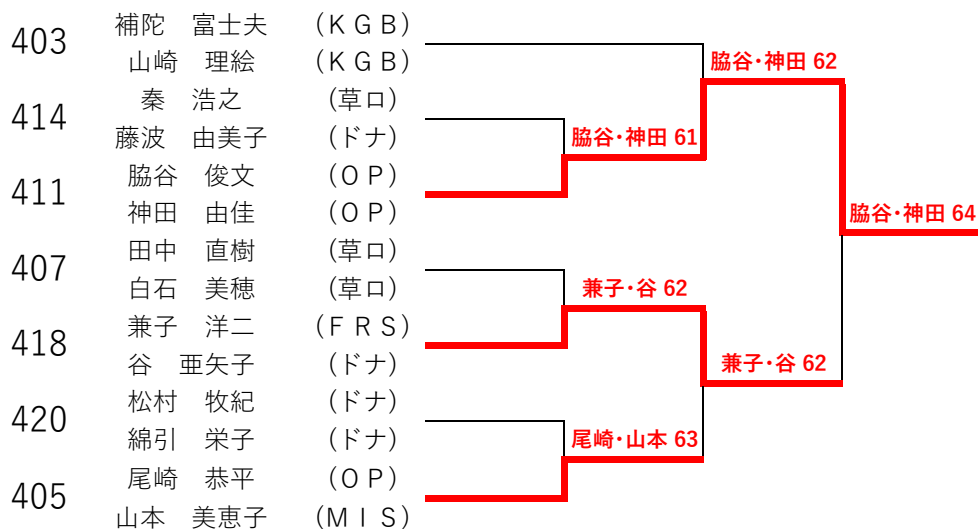 403
補陀 富士夫 (ＫＧＢ)
山崎 理絵 (ＫＧＢ)
脇谷・神田 62
414
秦 浩之 (草ロ)
藤波 由美子 (ドナ)
脇谷・神田 61
411
脇谷 俊文 (ＯＰ)
神田 由佳 (ＯＰ)
脇谷・神田 64
407
田中 直樹 (草ロ)
白石 美穂 (草ロ)
兼子・谷 62
418
兼子 洋二 (ＦＲＳ)
谷 亜矢子 (ドナ)
兼子・谷 62
420
松村 牧紀 (ドナ)
綿引 栄子 (ドナ)
尾崎・山本 63
405
尾崎 恭平 (ＯＰ)
山本 美恵子 (ＭＩＳ)